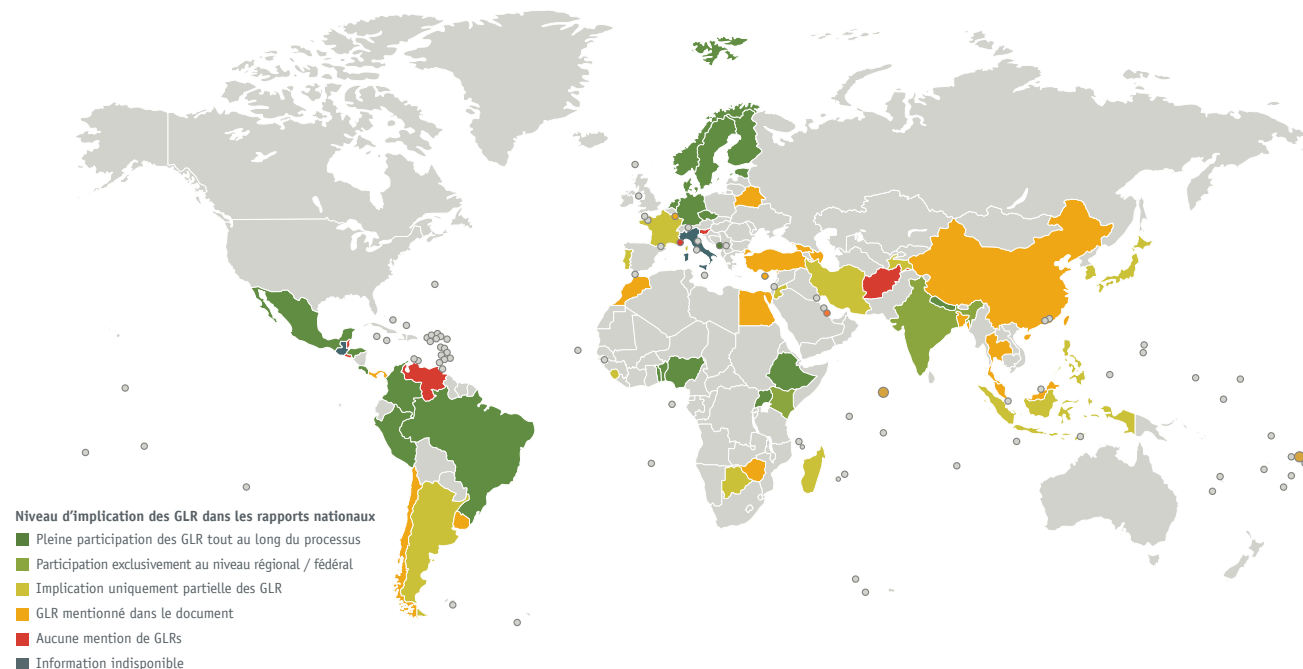 Niveau d'implication des GLR dans les rapports nationaux
Pleine participation des GLR tout au long du processus
Participation exclusivement au niveau régional / fédéral
Implication uniquement partielle des GLR
GLR mentionné dans le document
Aucune mention de GLRs
Information indisponible